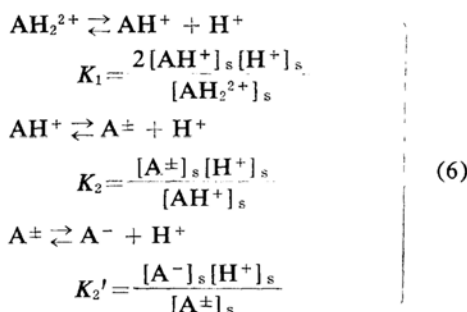 AH₂²⁺ ⇄ AH⁺ + H⁺
K₁ = 2[AH⁺]ₛ[H⁺]ₛ / [AH₂²⁺]ₛ
AH⁺ ⇄ A± + H⁺
K₂ = [A±]ₛ[H⁺]ₛ / [AH⁺]ₛ
(6)
A± ⇄ A⁻ + H⁺
K₂′ = [A⁻]ₛ[H⁺]ₛ / [A±]ₛ